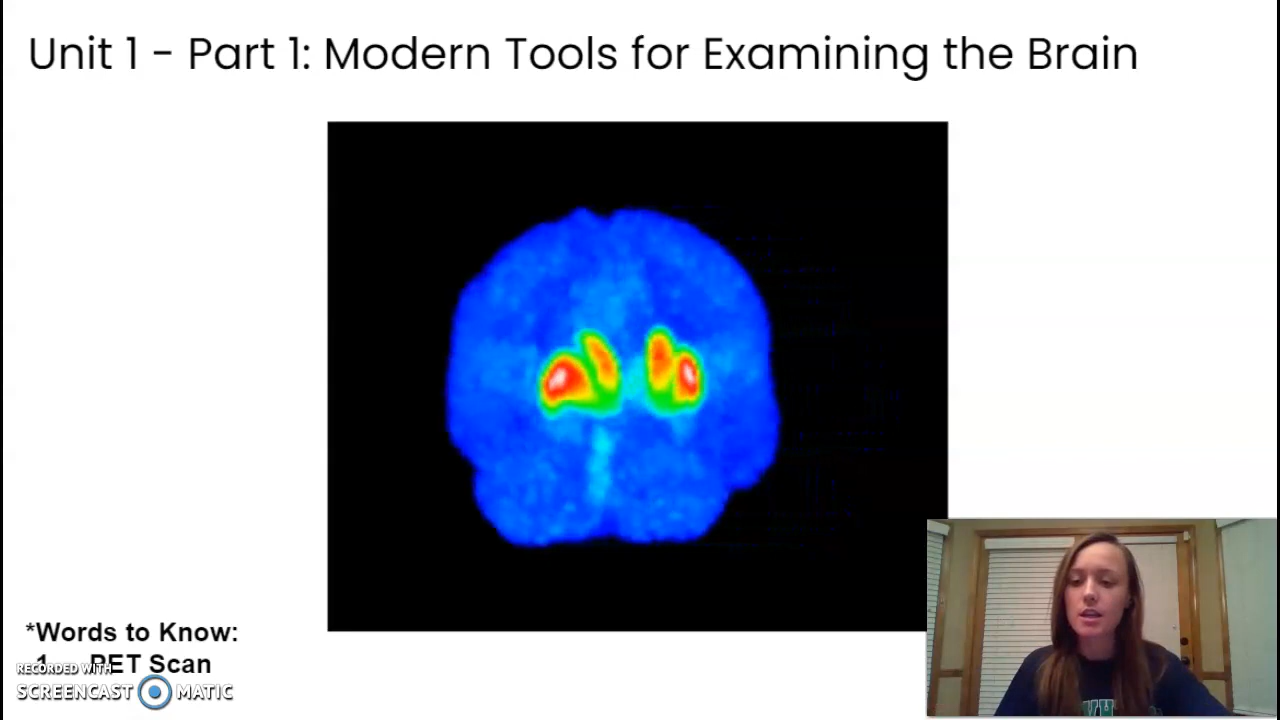 Unit 1 - Part 1: Modern Tools for Examining the Brain
*Words to Know:
1. PET Scan
RECORDED WITH
SCREENCAST MATIC